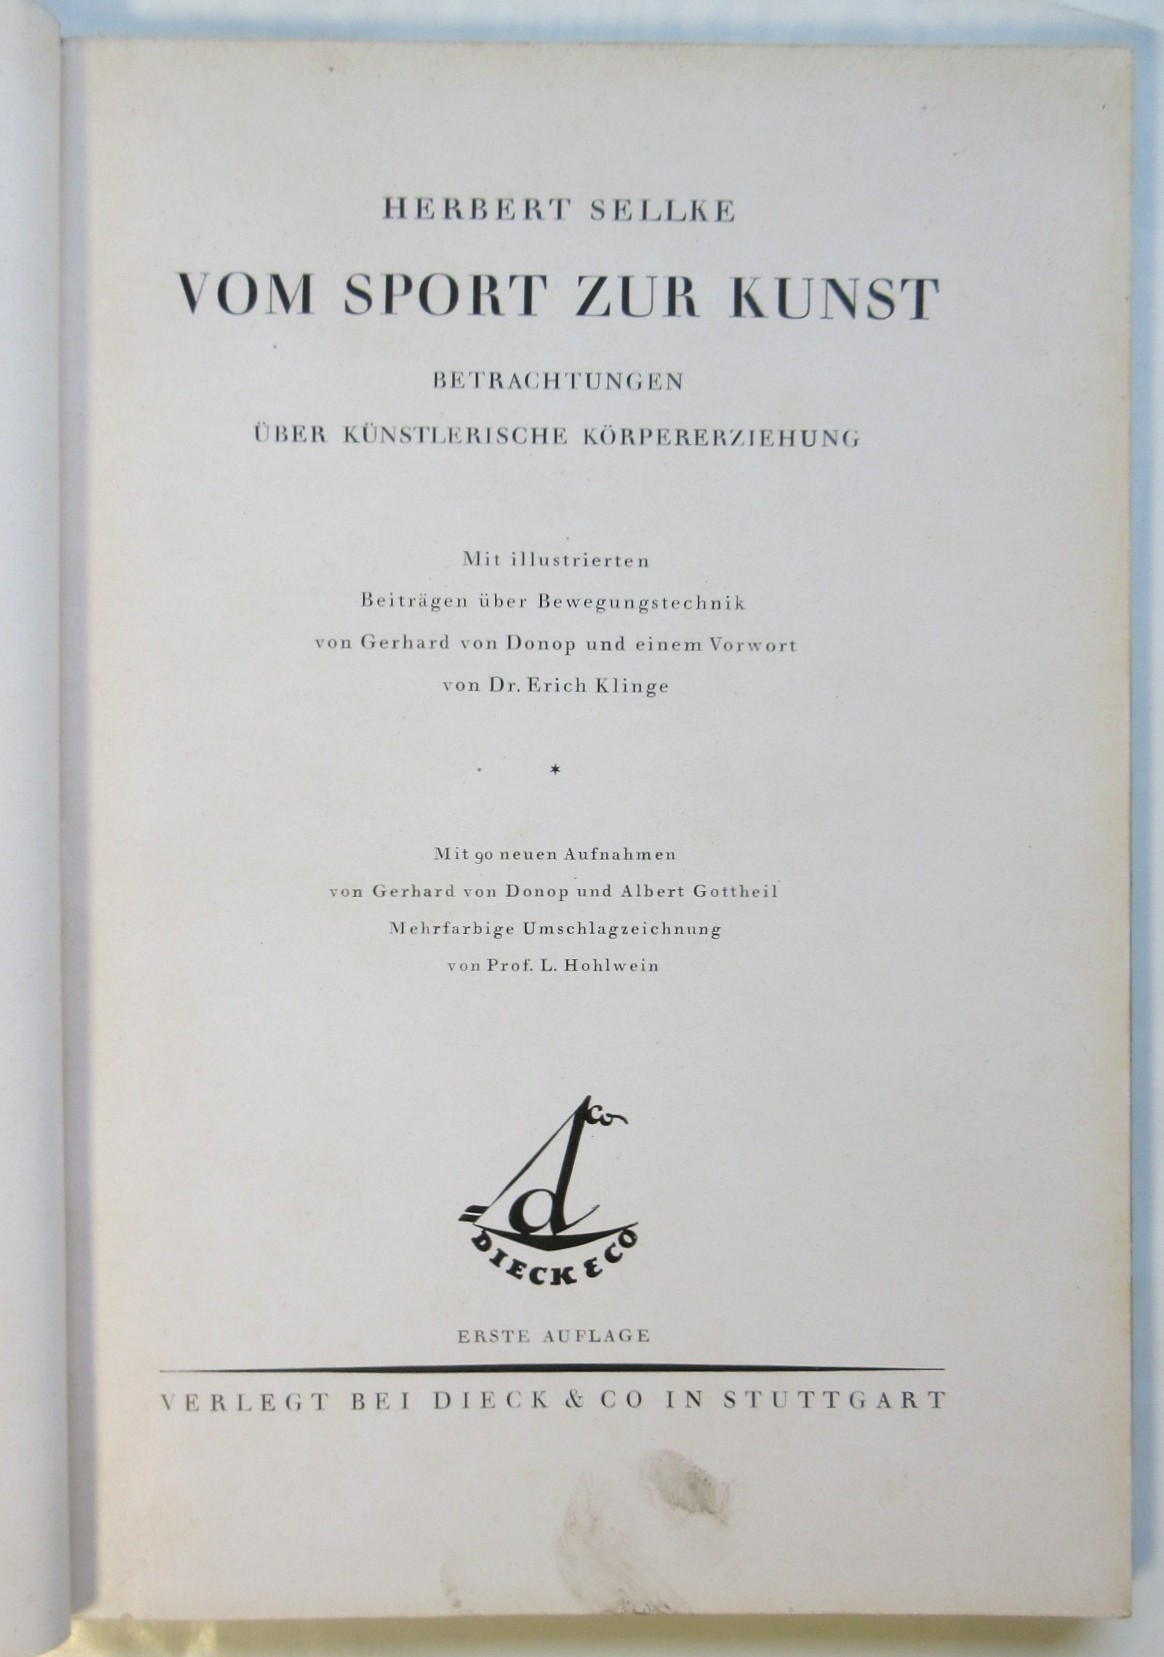 HERBERT SELLKE
VOM SPORT ZUR KUNST
BETRACHTUNGEN
ÜBER KÜNSTLERISCHE KÖRPERERZIEHUNG
Mit illustrierten
Beiträgen über Bewegungstechnik
von Gerhard von Donop und einem Vorwort
von Dr. Erich Klinge
*
Mit 90 neuen Aufnahmen
von Gerhard von Donop und Albert Gottheil
Mehrfarbige Umschlagzeichnung
von Prof. L. Hohlwein
Co
d
DIECK & CO
ERSTE AUFLAGE
VERLEGT BEI DIECK & CO IN STUTTGART